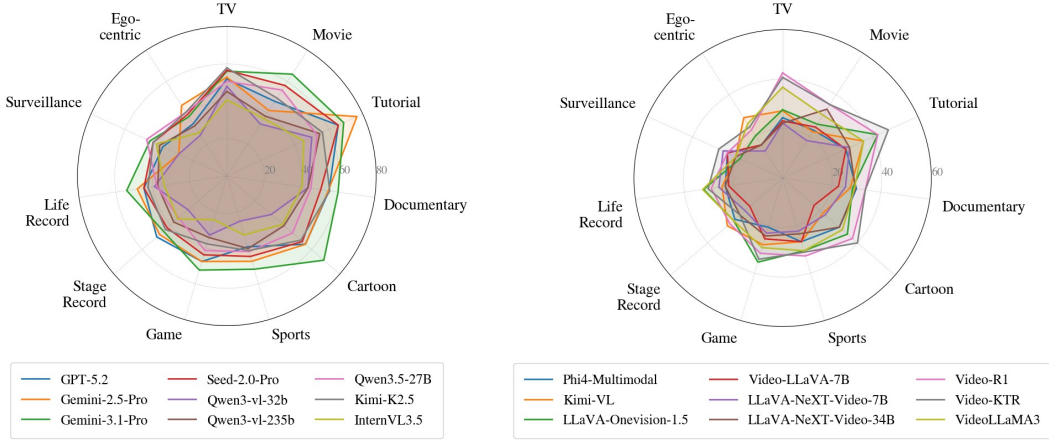 TV
Movie
Tutorial
Documentary
Cartoon
Sports
Game
Stage
Record
Life
Record
Surveillance
Ego-
centric
20
40
60
80
GPT-5.2
Seed-2.0-Pro
Qwen3.5-27B
Gemini-2.5-Pro
Qwen3-vl-32b
Kimi-K2.5
Gemini-3.1-Pro
Qwen3-vl-235b
InternVL3.5
TV
Movie
Tutorial
Documentary
Cartoon
Sports
Game
Stage
Record
Life
Record
Surveillance
Ego-
centric
20
40
60
Phi4-Multimodal
Video-LLaVA-7B
Video-R1
Kimi-VL
LLaVA-NeXT-Video-7B
Video-KTR
LLaVA-Onevision-1.5
LLaVA-NeXT-Video-34B
VideoLLaMA3